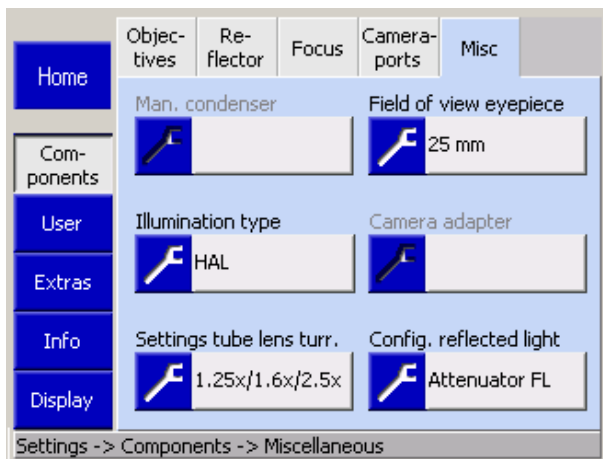 Objec-
tives
Re-
flector
Focus
Camera-
ports
Misc
Home
Man. condenser
Field of view eyepiece
25 mm
Com-
ponents
User
Illumination type
Camera adapter
HAL
Extras
Info
Settings tube lens turr.
Config. reflected light
1.25x/1.6x/2.5x
Attenuator FL
Display
Settings -> Components -> Miscellaneous